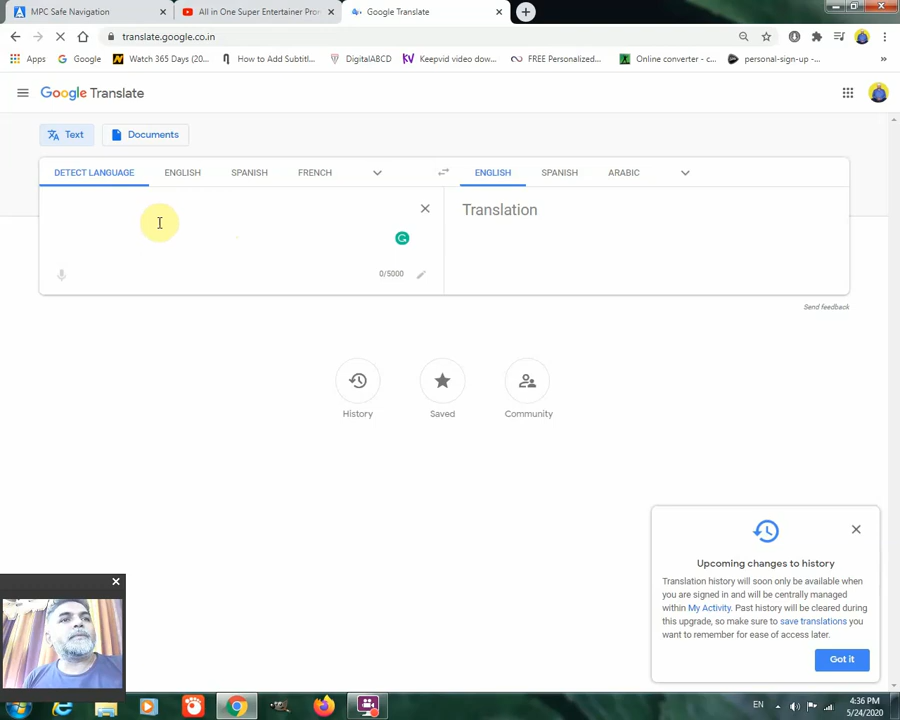 MPC Safe Navigation
All in One Super Entertainer Pro
Google Translate
translate.google.co.in
Apps
Google
Watch 365 Days (20...
How to Add Subtitl...
DigitalABCD
Keepvid video dow...
FREE Personalized...
Online converter - c...
personal-sign-up -...
»
Google Translate
Text
Documents
DETECT LANGUAGE
ENGLISH
SPANISH
FRENCH
ENGLISH
SPANISH
ARABIC
Translation
0/5000
Send feedback
History
Saved
Community
Upcoming changes to history
Translation history will soon only be available when
you are signed in and will be centrally managed
within My Activity. Past history will be cleared during
this upgrade, so make sure to save translations you
want to remember for ease of access later.
Got it
EN
4:36 PM
5/24/2020